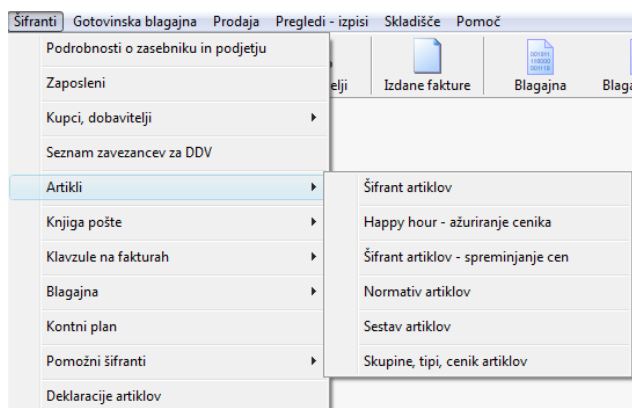 Šifranti Gotovinska blagajna Prodaja Pregledi - izpisi Skladišče Pomoč
elji Izdane fakture Blagajna Blaga
Podrobnosti o zasebniku in podjetju
Zaposleni
Kupci, dobavitelji
Seznam zavezancev za DDV
Artikli
Knjiga pošte
Klavzule na fakturah
Blagajna
Kontni plan
Pomožni šifranti
Deklaracije artiklov
Šifrant artiklov
Happy hour - ažuriranje cenika
Šifrant artiklov - spreminjanje cen
Normativ artiklov
Sestav artiklov
Skupine, tipi, cenik artiklov